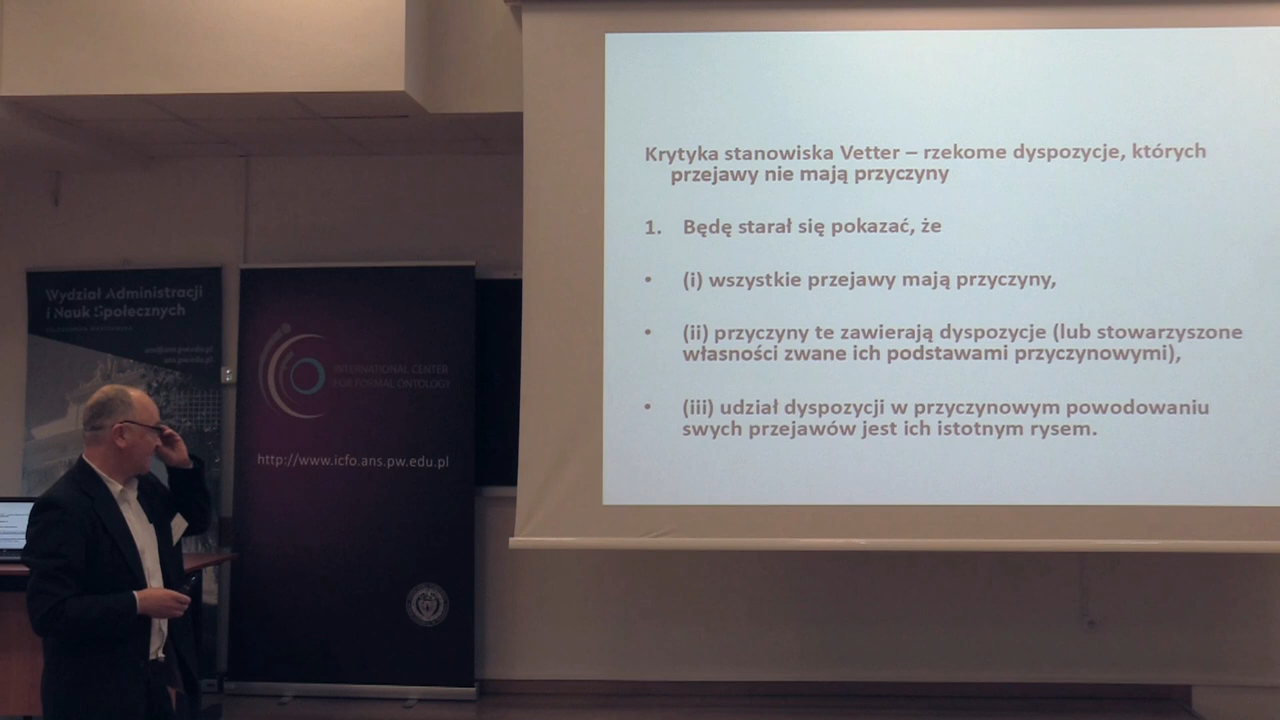 Krytyka stanowiska Vetter – rzekome dyspozycje, których
przejawy nie mają przyczyny
1. Będę starał się pokazać, że
• (i) wszystkie przejawy mają przyczyny,
• (ii) przyczyny te zawierają dyspozycje (lub stowarzyszone
własności zwane ich podstawami przyczynowymi),
• (iii) udział dyspozycji w przyczynowym powodowaniu
swych przejawów jest ich istotnym rysem.
Wydział Administracji
i Nauk Społecznych
INTERNATIONAL CENTER
FOR FORMAL ONTOLOGY
http://www.icfo.ans.pw.edu.pl